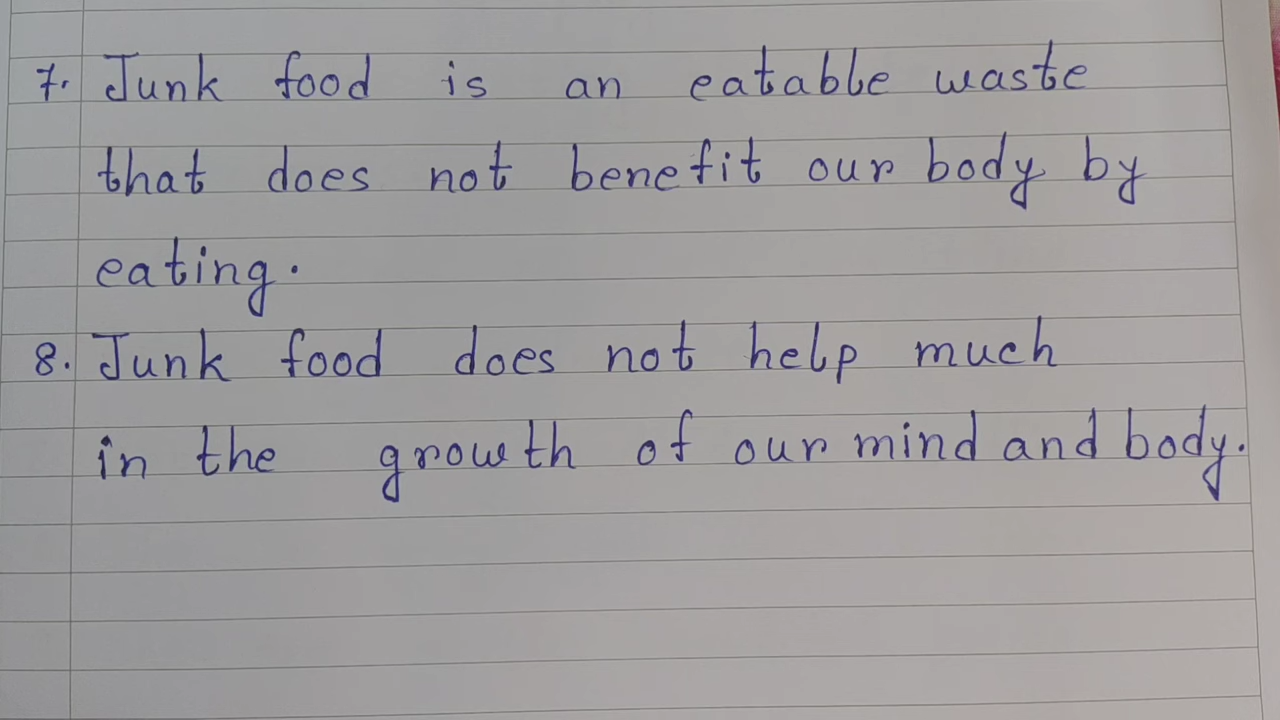 7. Junk food is an eatable waste
that does not benefit our body by
eating.
8. Junk food does not help much
in the growth of our mind and body.